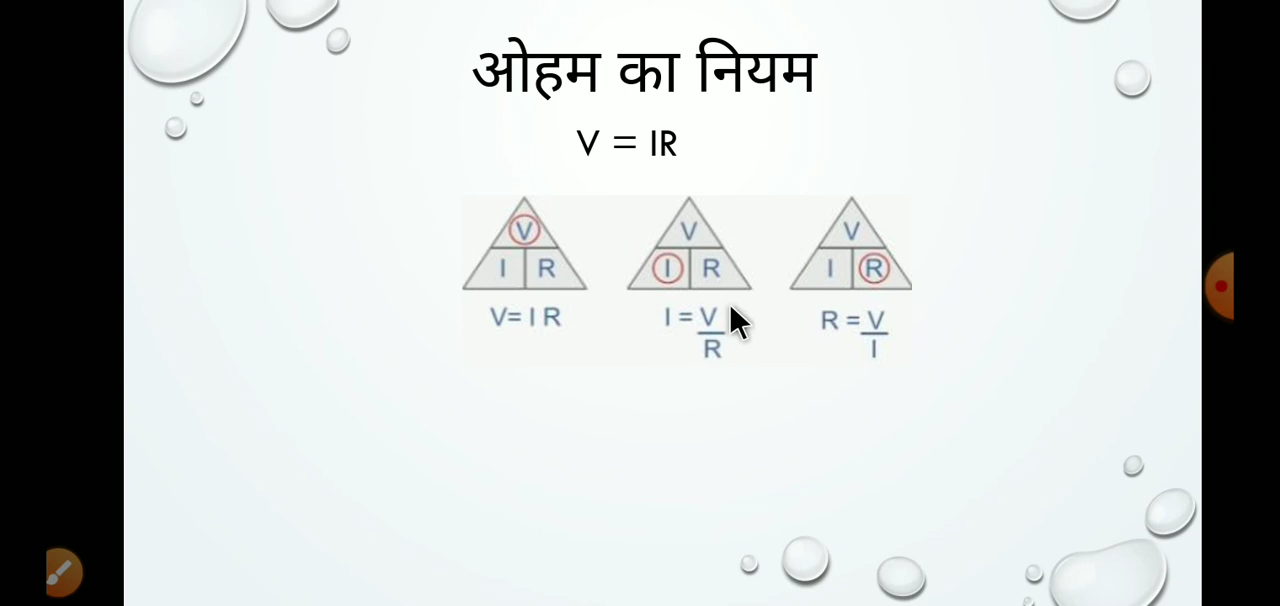 ओहम का नियम
V = IR
V V V
I R I R I R
V= I R I = V/R R = V/I